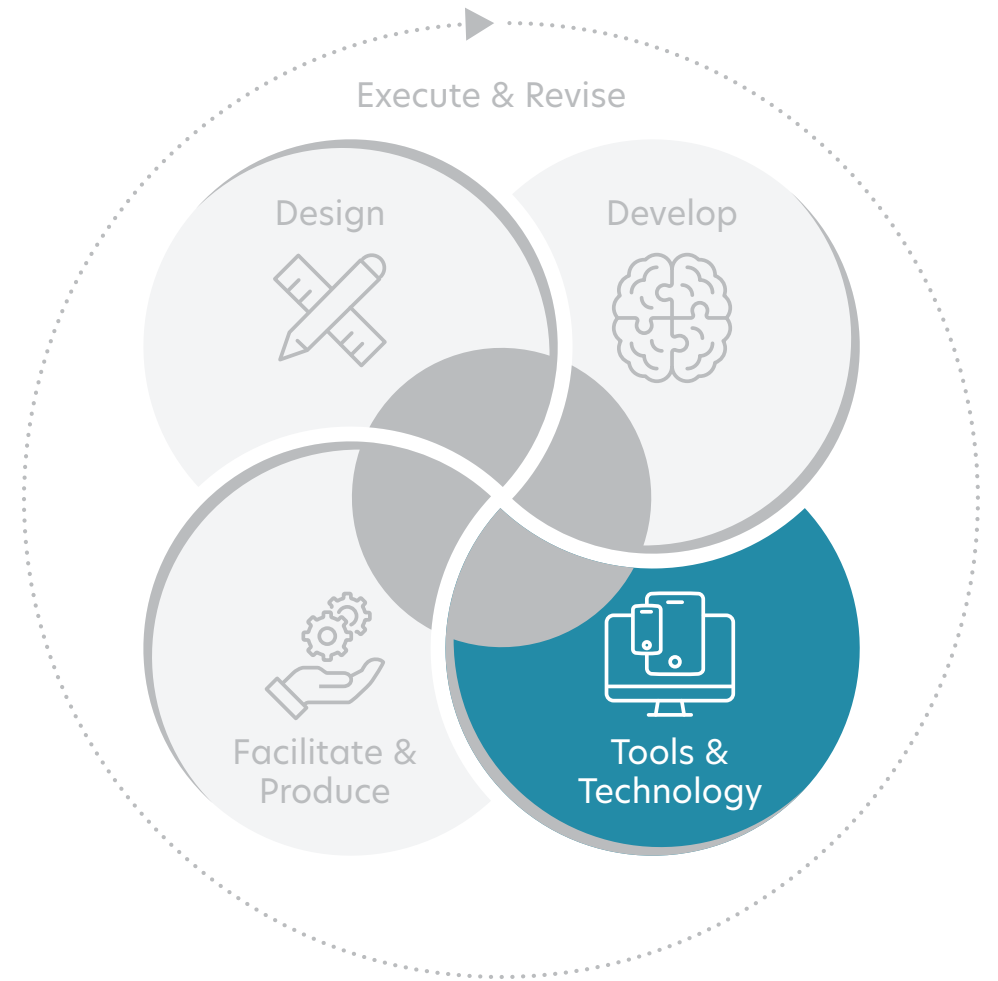 Execute & Revise
Design
Develop
Facilitate &
Produce
Tools &
Technology